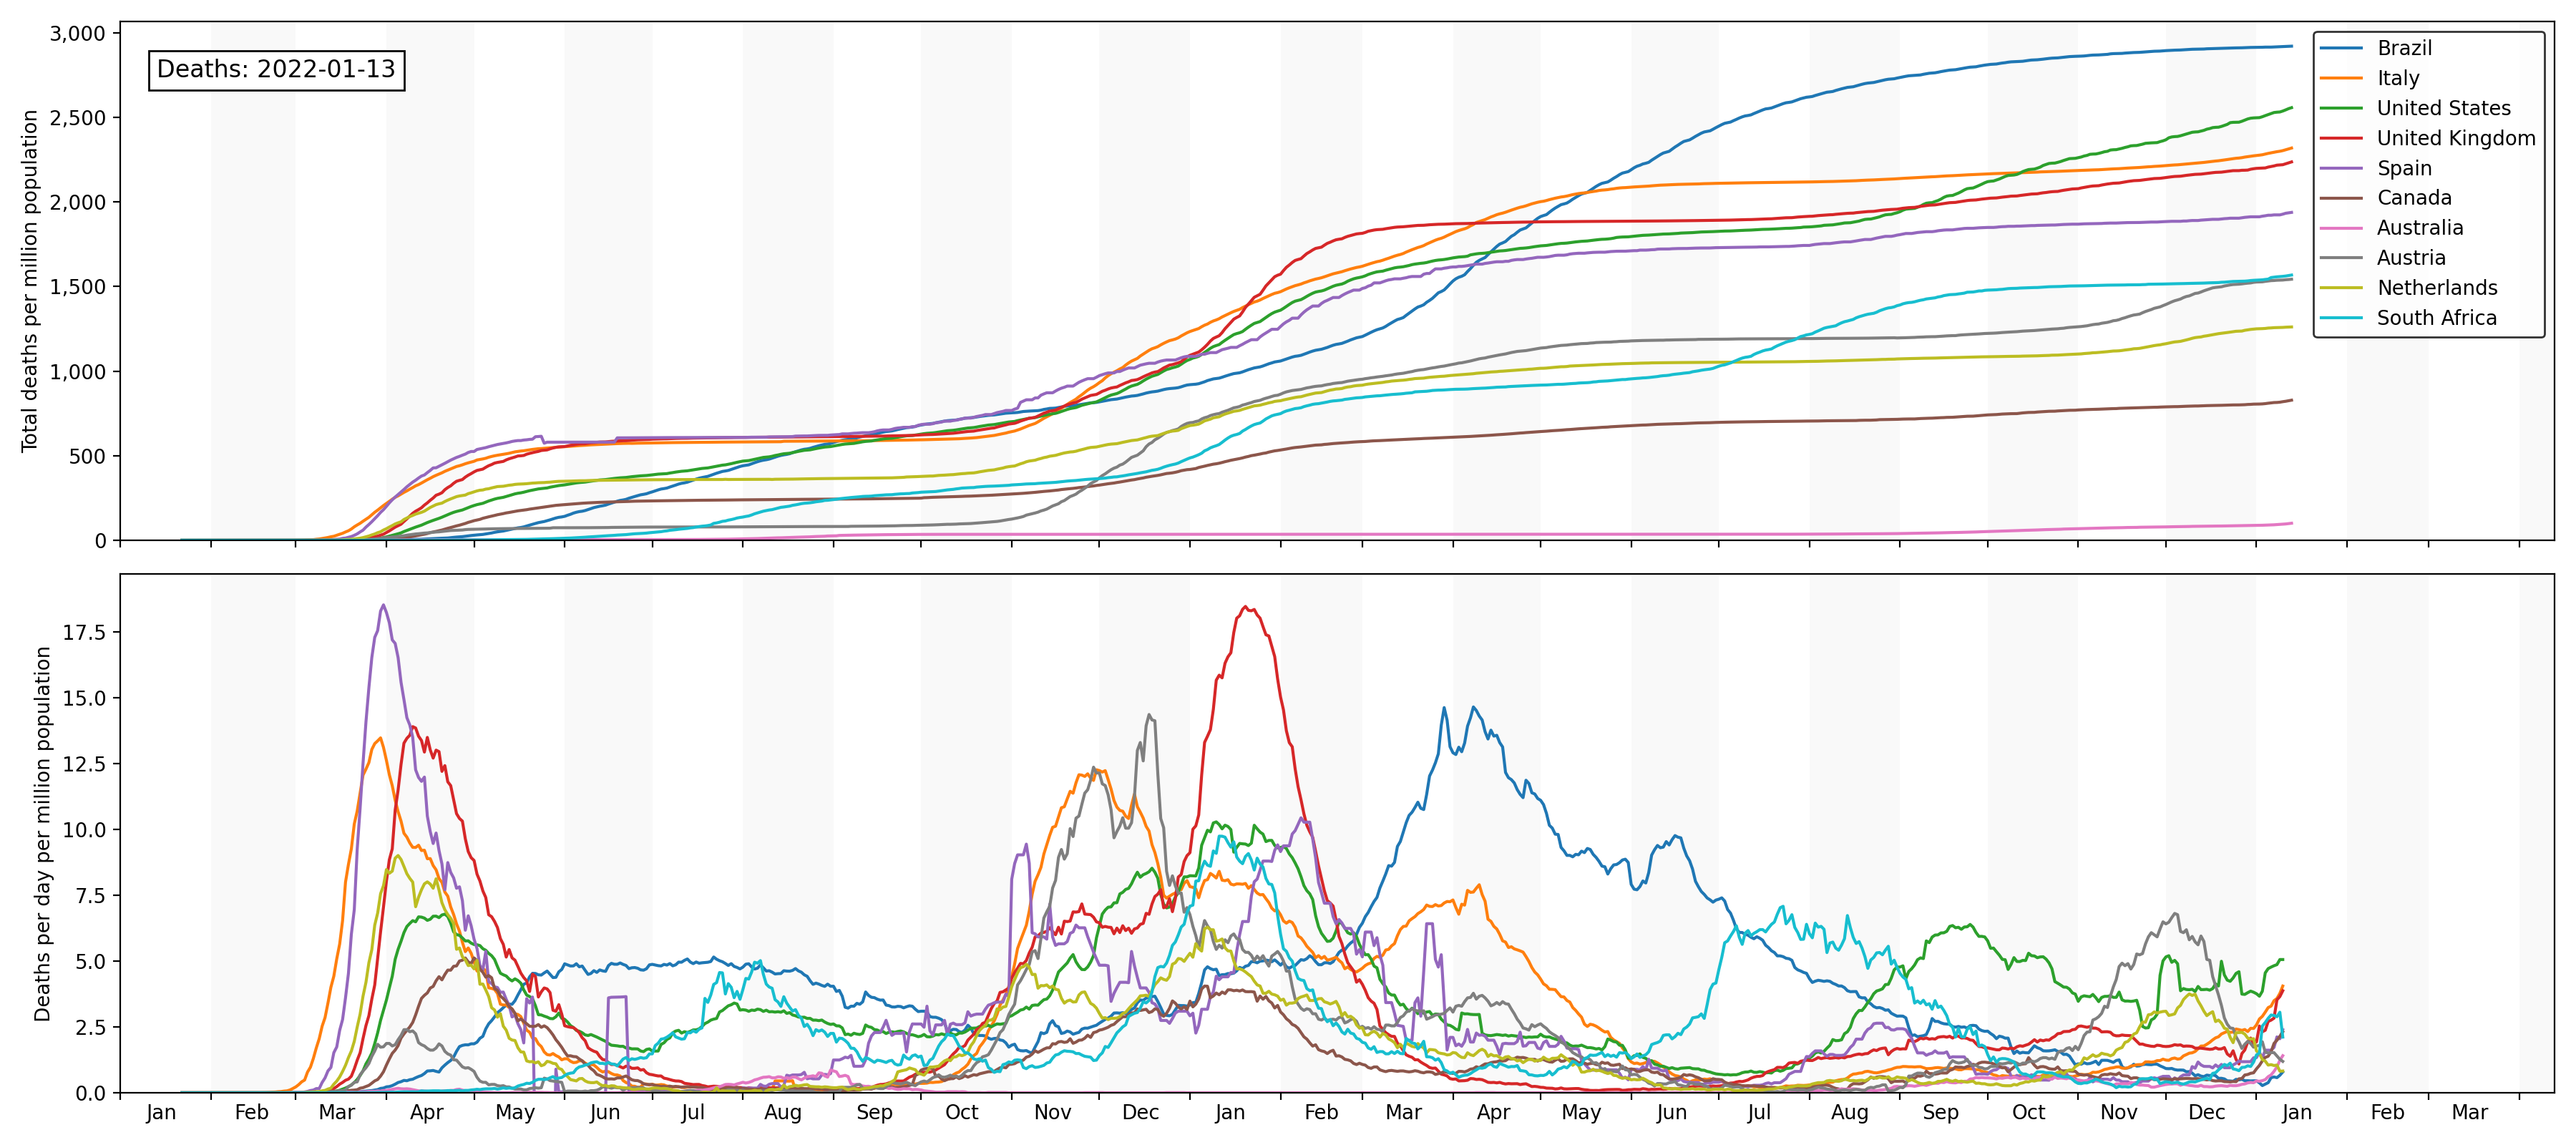 3,000
2,500
2,000
1,500
1,000
500
0
Total deaths per million population
Deaths: 2022-01-13
Brazil
Italy
United States
United Kingdom
Spain
Canada
Australia
Austria
Netherlands
South Africa
17.5
15.0
12.5
10.0
7.5
5.0
2.5
0.0
Deaths per day per million population
Jan Feb Mar Apr May Jun Jul Aug Sep Oct Nov Dec Jan Feb Mar Apr May Jun Jul Aug Sep Oct Nov Dec Jan Feb Mar